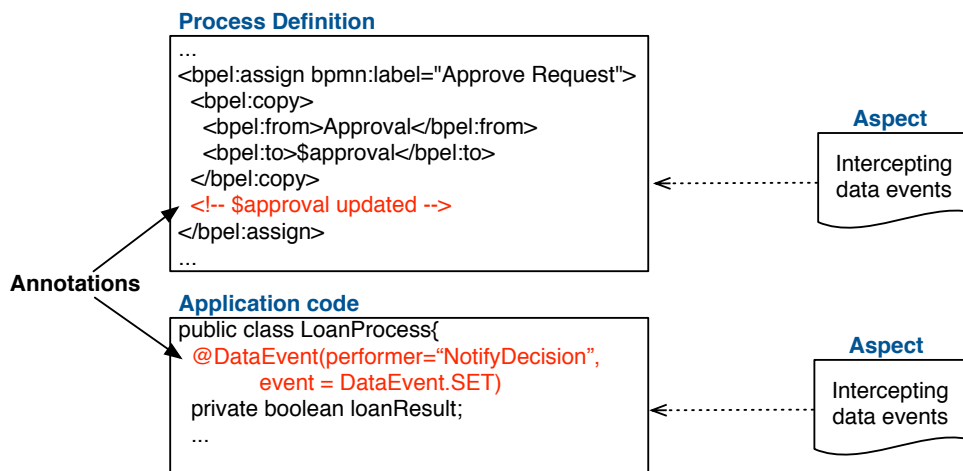 Process Definition
...
<bpel:assign bpmn:label="Approve Request">
<bpel:copy>
<bpel:from>Approval</bpel:from>
<bpel:to>$approval</bpel:to>
</bpel:copy>
<!-- $approval updated -->
</bpel:assign>
...
Aspect
Intercepting
data events
Annotations
Application code
public class LoanProcess{
@DataEvent(performer=“NotifyDecision”,
event = DataEvent.SET)
private boolean loanResult;
...
Aspect
Intercepting
data events